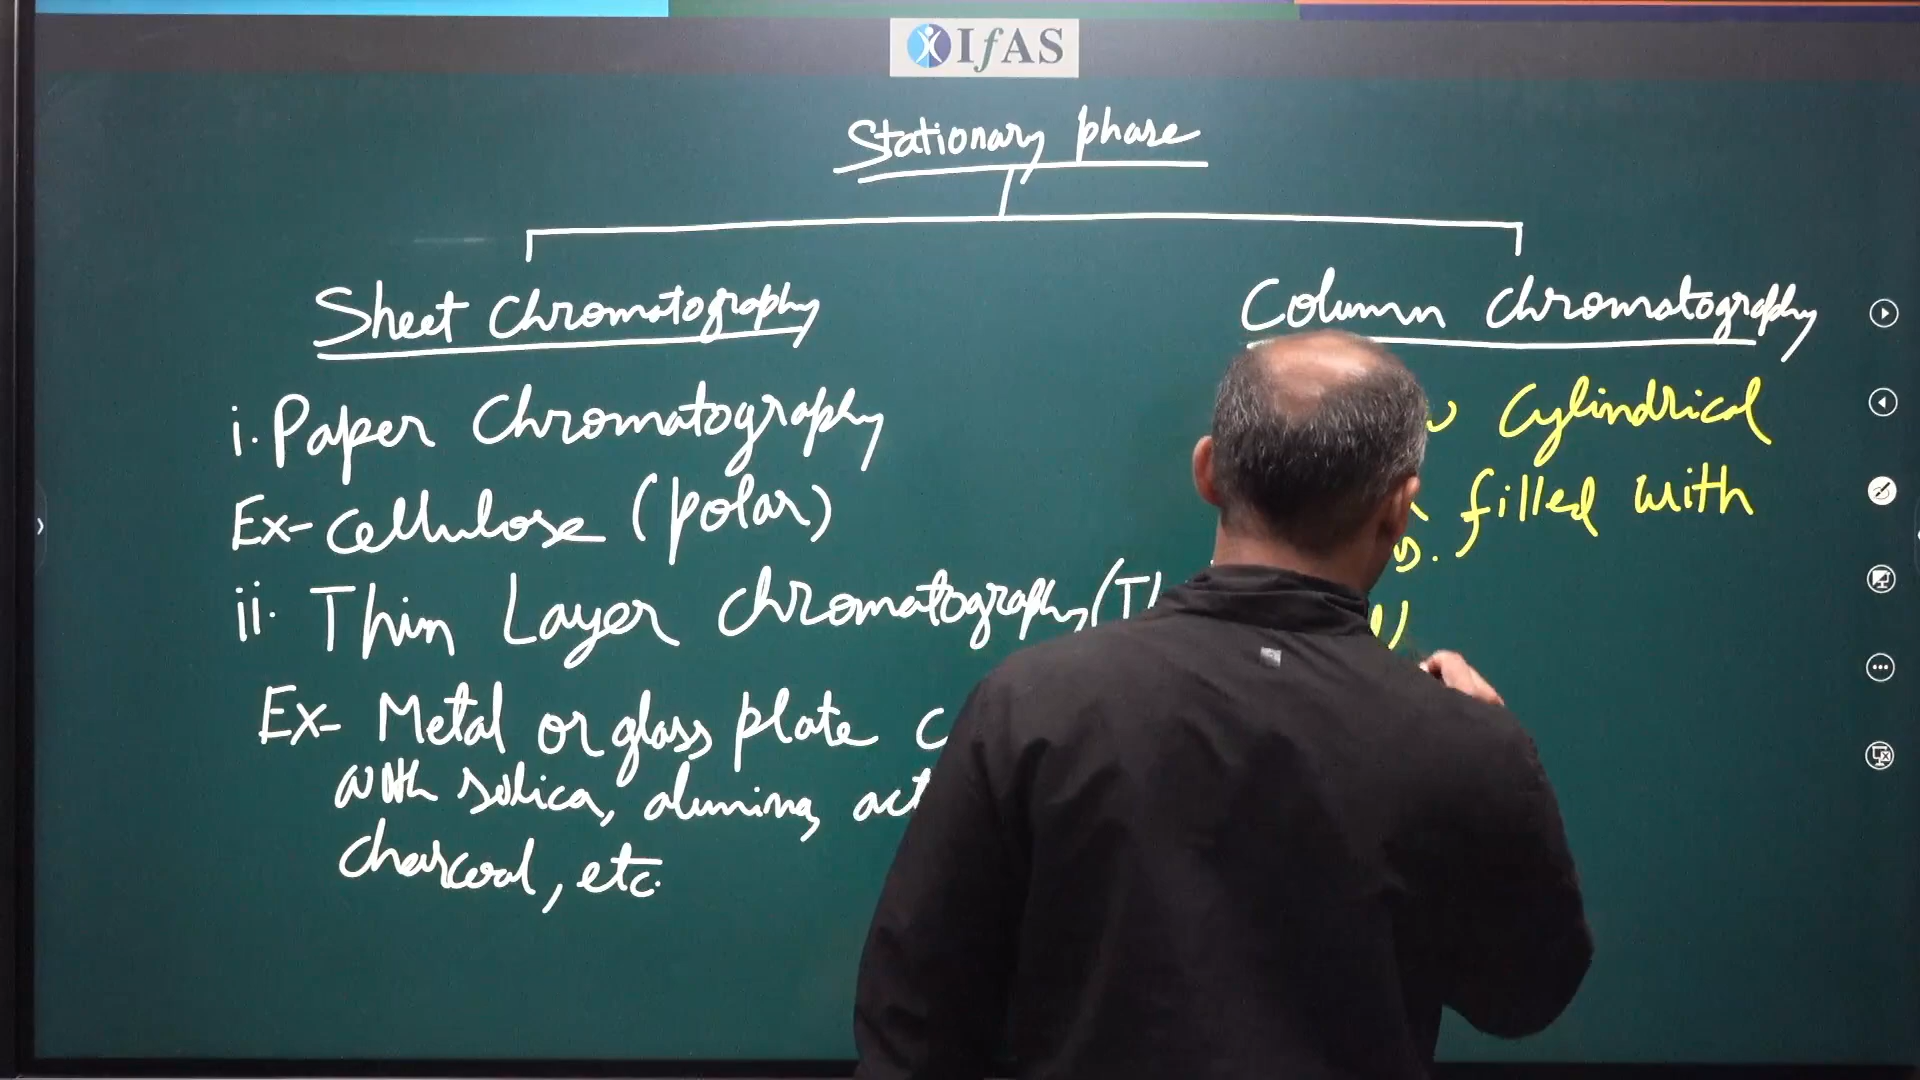 IfAS
Stationary phase
Sheet Chromatography
i. Paper Chromatography
Ex- Cellulose (polar)
ii. Thin Layer Chromatography (T
Ex- Metal or glass plate c
with silica, alumina, act
charcoal, etc.
Column Chromatography
Cylindrical
filled with